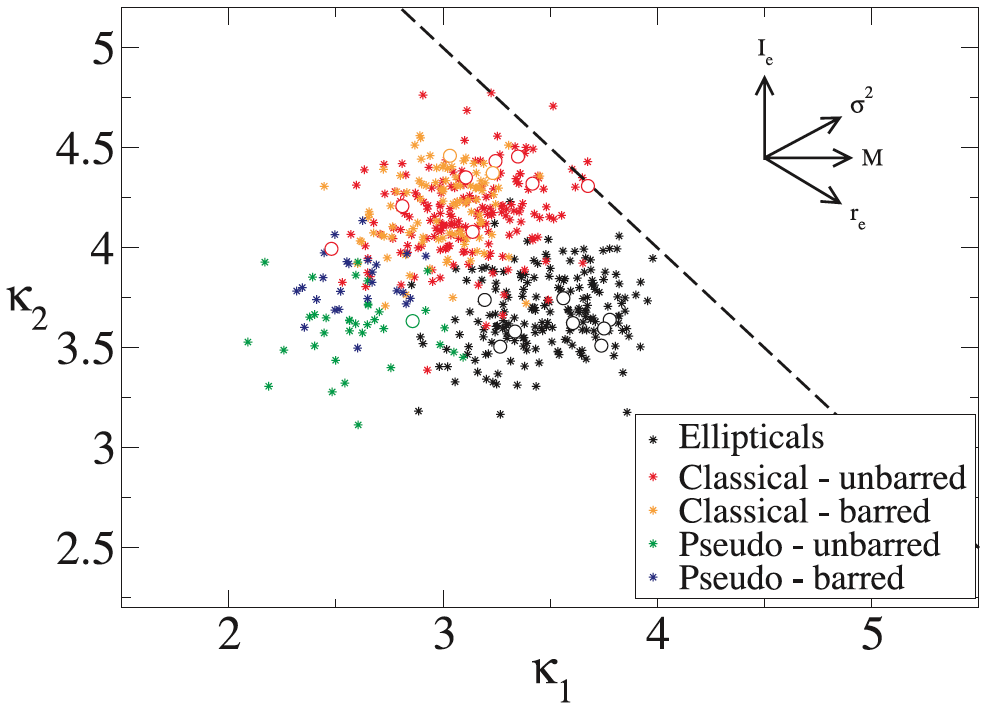 5
4.5
4
3.5
3
2.5
κ₂
2
3
4
5
κ₁
Iₑ
σ²
M
rₑ
Ellipticals
Classical - unbarred
Classical - barred
Pseudo - unbarred
Pseudo - barred